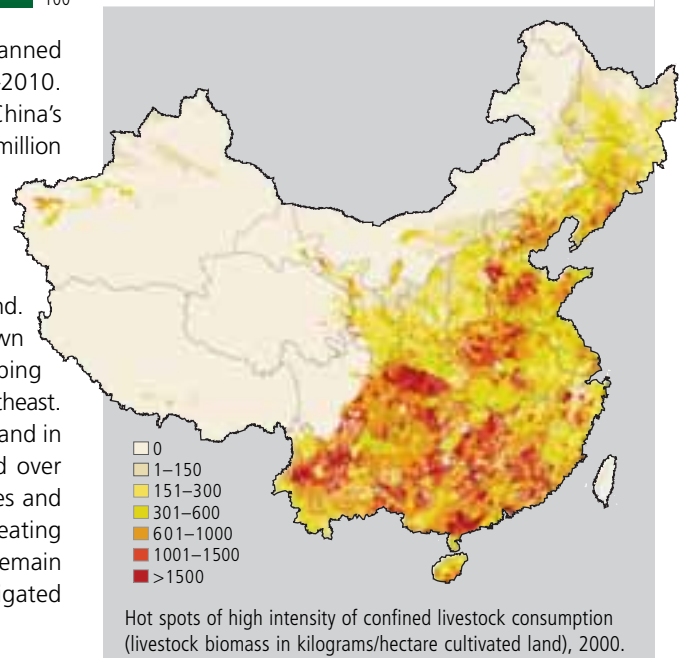 100
anned
-2010.
China's
million
nd.
wn
ping
theast.
and in
d over
es and
eating
emain
gated
0
1–150
151–300
301–600
601–1000
1001–1500
>1500
Hot spots of high intensity of confined livestock consumption
(livestock biomass in kilograms/hectare cultivated land), 2000.